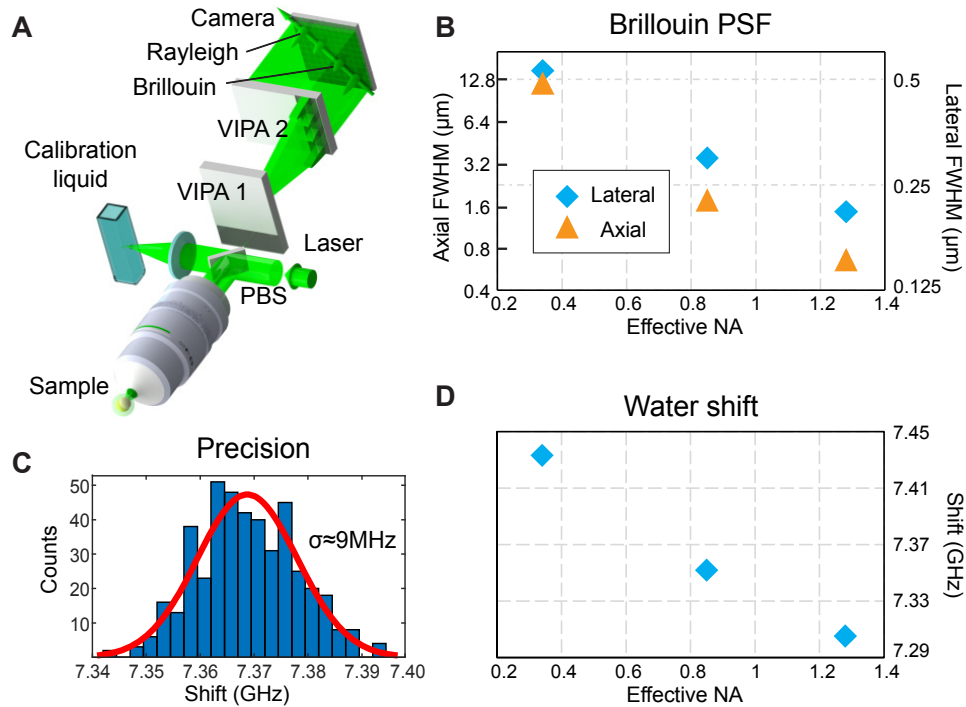 A
Camera
Rayleigh
Brillouin
VIPA 2
Calibration
liquid
VIPA 1
Laser
PBS
Sample
B
Brillouin PSF
Axial FWHM (μm)
12.8
6.4
3.2
1.6
0.8
0.4
Lateral
Axial
0.5
0.25
0.125
Lateral FWHM (μm)
0.2 0.4 0.6 0.8 1 1.2 1.4
Effective NA
C
Precision
Counts
50
40
30
20
10
0
σ≈9MHz
7.34 7.35 7.36 7.37 7.38 7.39 7.40
Shift (GHz)
D
Water shift
7.45
7.41
7.37
7.33
7.29
Shift (GHz)
0.2 0.4 0.6 0.8 1 1.2 1.4
Effective NA